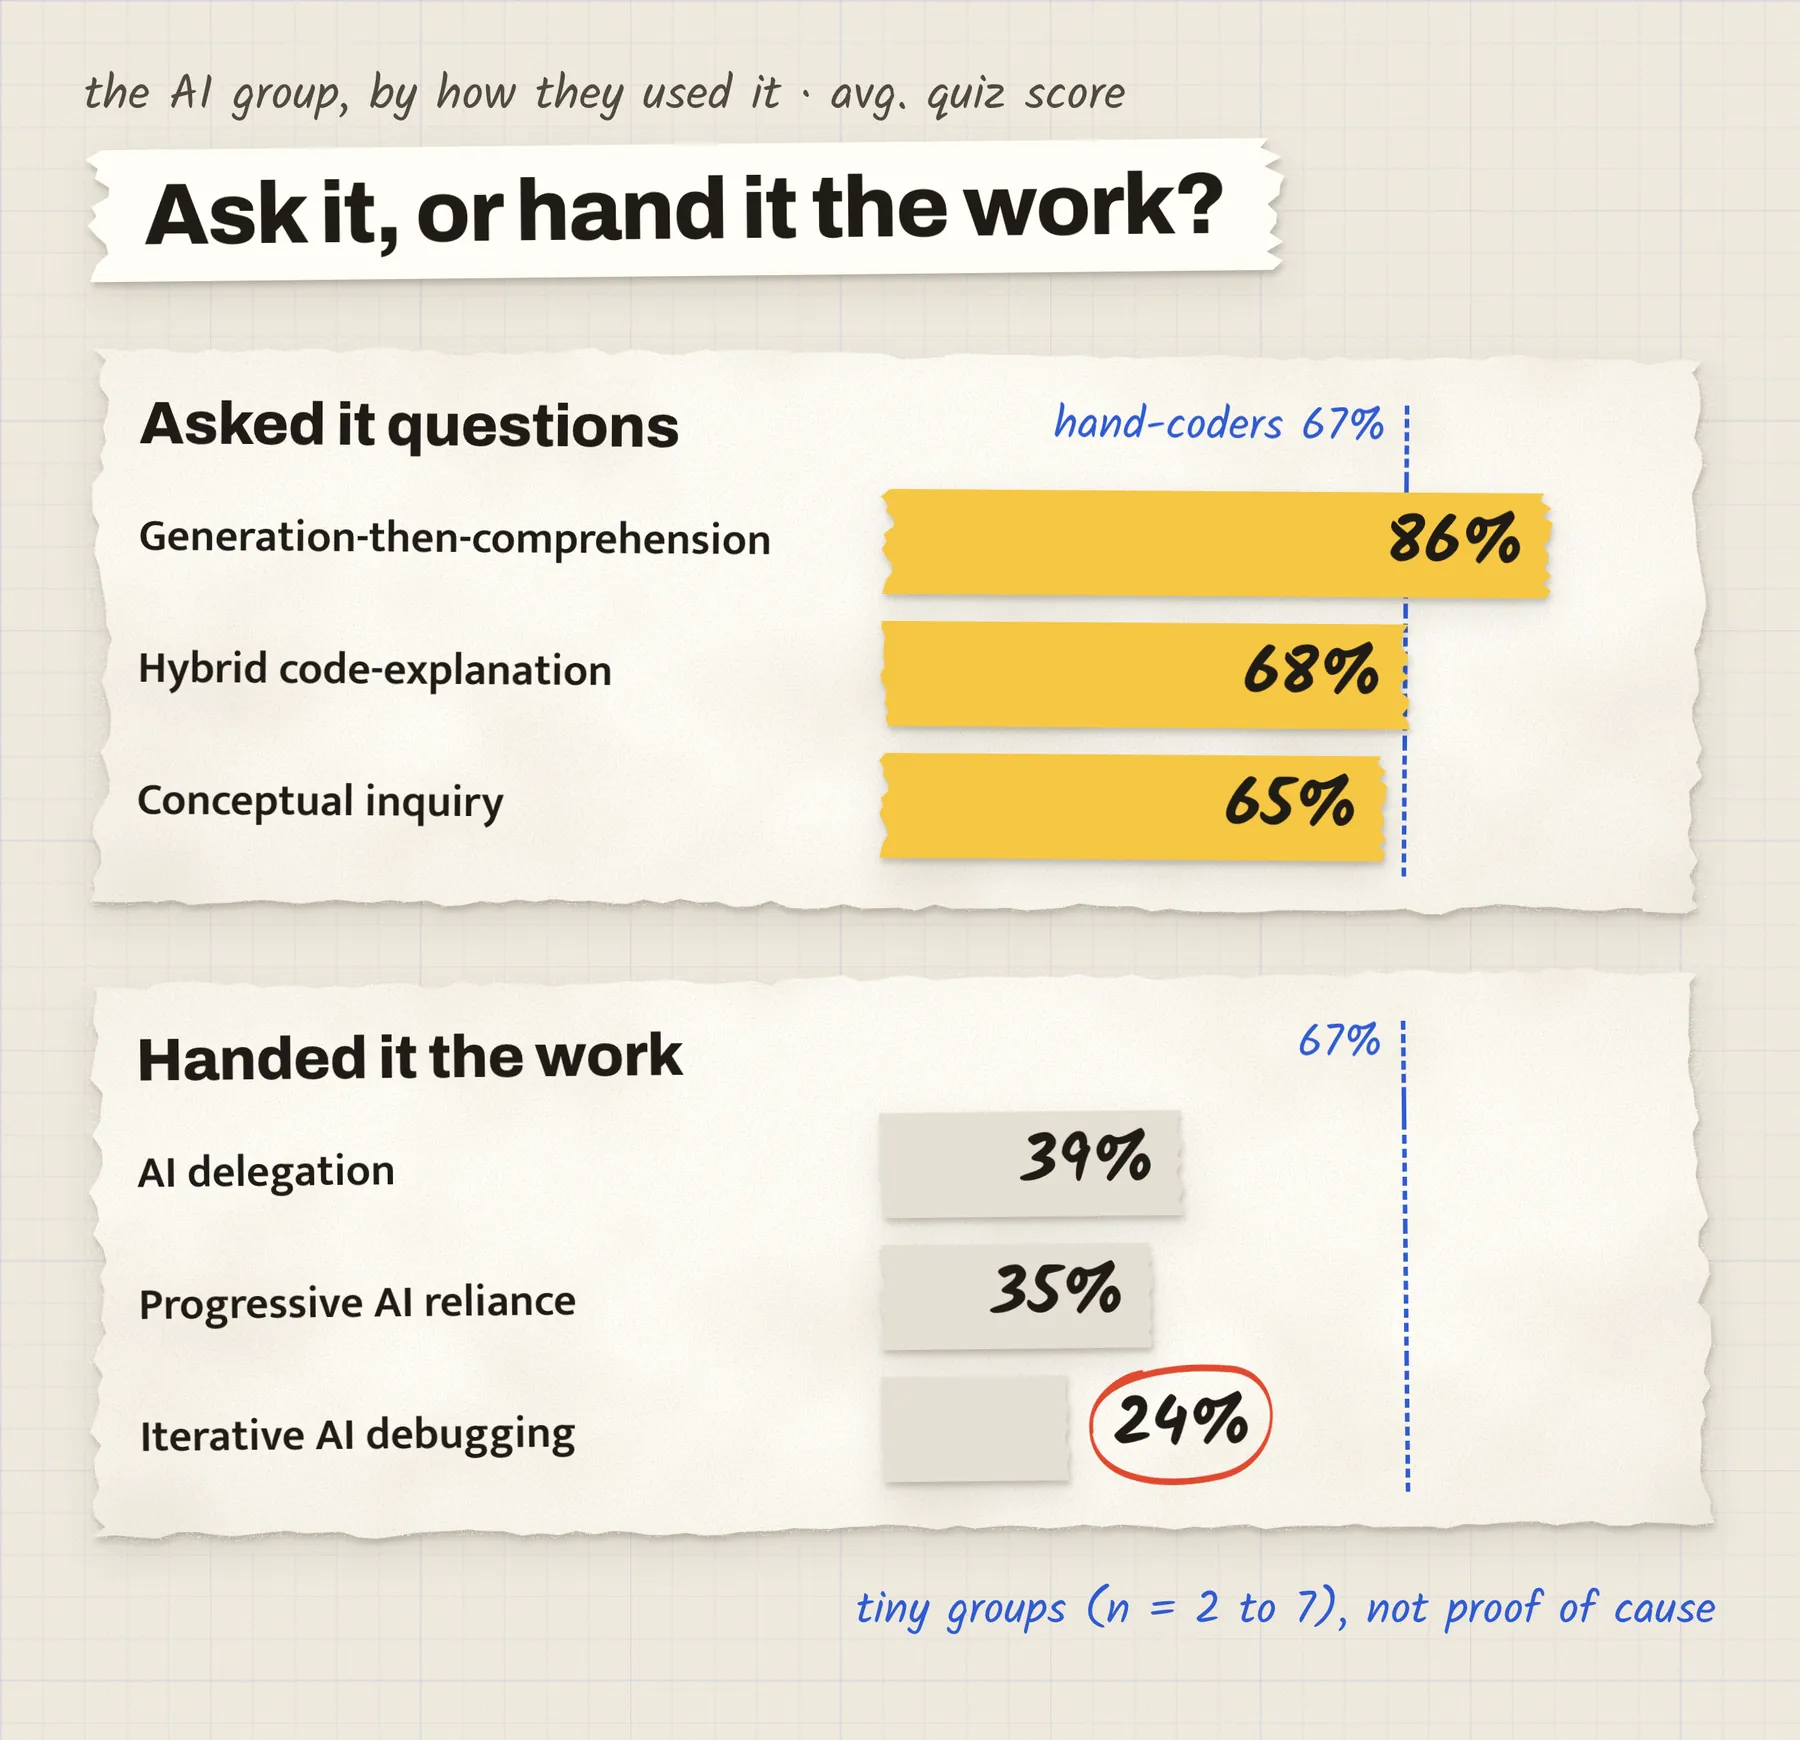 the AI group, by how they used it · avg. quiz score
Ask it, or hand it the work?
Asked it questions
hand-coders 67%
Generation-then-comprehension
86%
Hybrid code-explanation
68%
Conceptual inquiry
65%
Handed it the work
67%
AI delegation
39%
Progressive AI reliance
35%
Iterative AI debugging
24%
tiny groups (n = 2 to 7), not proof of cause